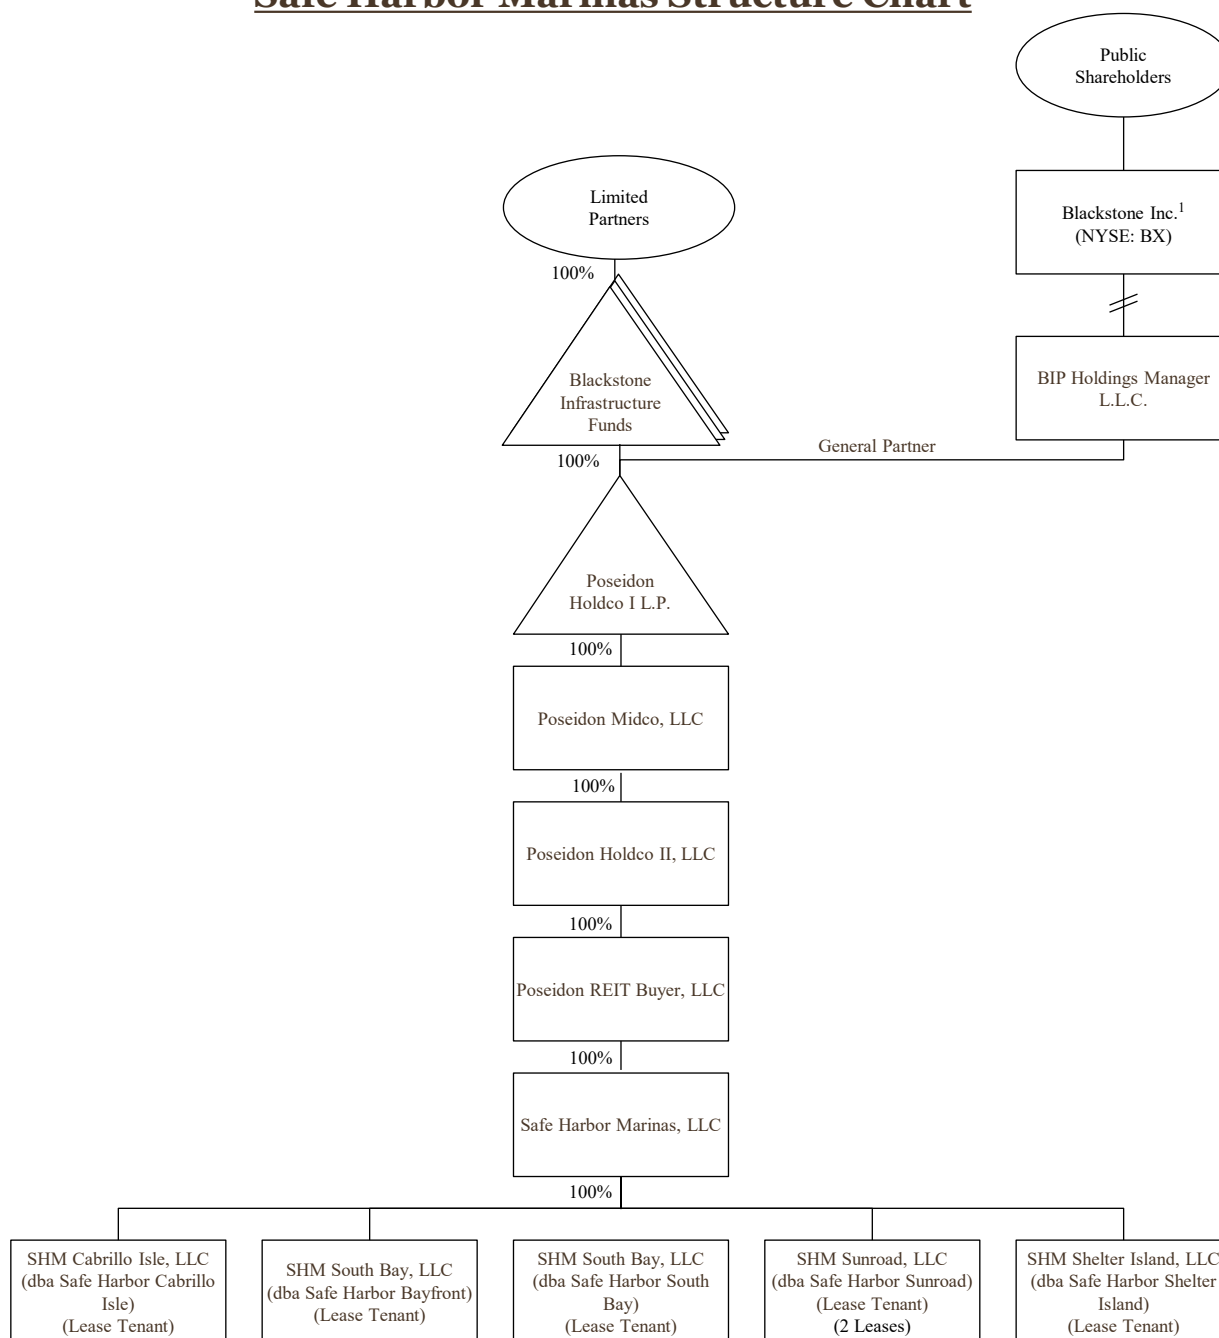 Safe Harbor Marinas Structure Chart
Public
Shareholders
Blackstone Inc.1
(NYSE: BX)
Limited
Partners
100%
BIP Holdings Manager
L.L.C.
Blackstone
Infrastructure
Funds
General Partner
100%
Poseidon
Holdco I L.P.
100%
Poseidon Midco, LLC
100%
Poseidon Holdco II, LLC
100%
Poseidon REIT Buyer, LLC
100%
Safe Harbor Marinas, LLC
100%
SHM Cabrillo Isle, LLC
(dba Safe Harbor Cabrillo
Isle)
(Lease Tenant)
SHM South Bay, LLC
(dba Safe Harbor Bayfront)
(Lease Tenant)
SHM South Bay, LLC
(dba Safe Harbor South
Bay)
(Lease Tenant)
SHM Sunroad, LLC
(dba Safe Harbor Sunroad)
(Lease Tenant)
(2 Leases)
SHM Shelter Island, LLC
(dba Safe Harbor Shelter
Island)
(Lease Tenant)